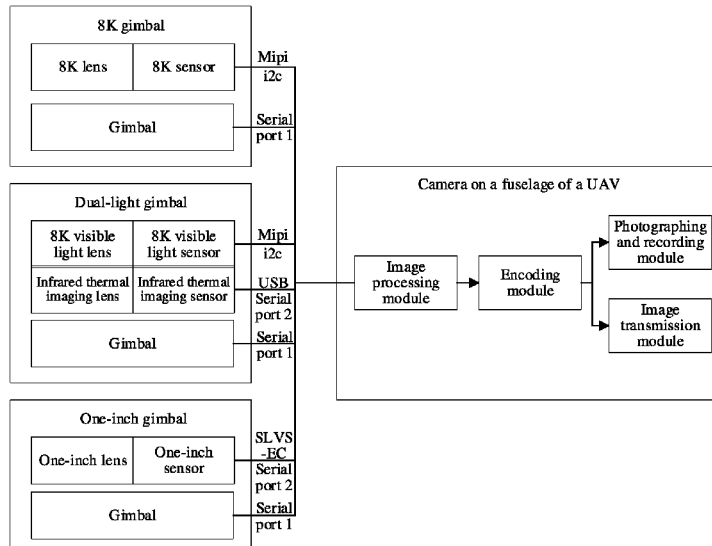 8K gimbal
8K lens
8K sensor
Mipi
i2c
Gimbal
Serial
port 1
Dual-light gimbal
8K visible
light lens
8K visible
light sensor
Mipi
i2c
Infrared thermal
imaging lens
Infrared thermal
imaging sensor
USB
Serial
port 2
Gimbal
Serial
port 1
One-inch gimbal
One-inch lens
One-inch
sensor
SLVS
-EC
Serial
port 2
Gimbal
Serial
port 1
Camera on a fuselage of a UAV
Image
processing
module
Encoding
module
Photographing
and recording
module
Image
transmission
module